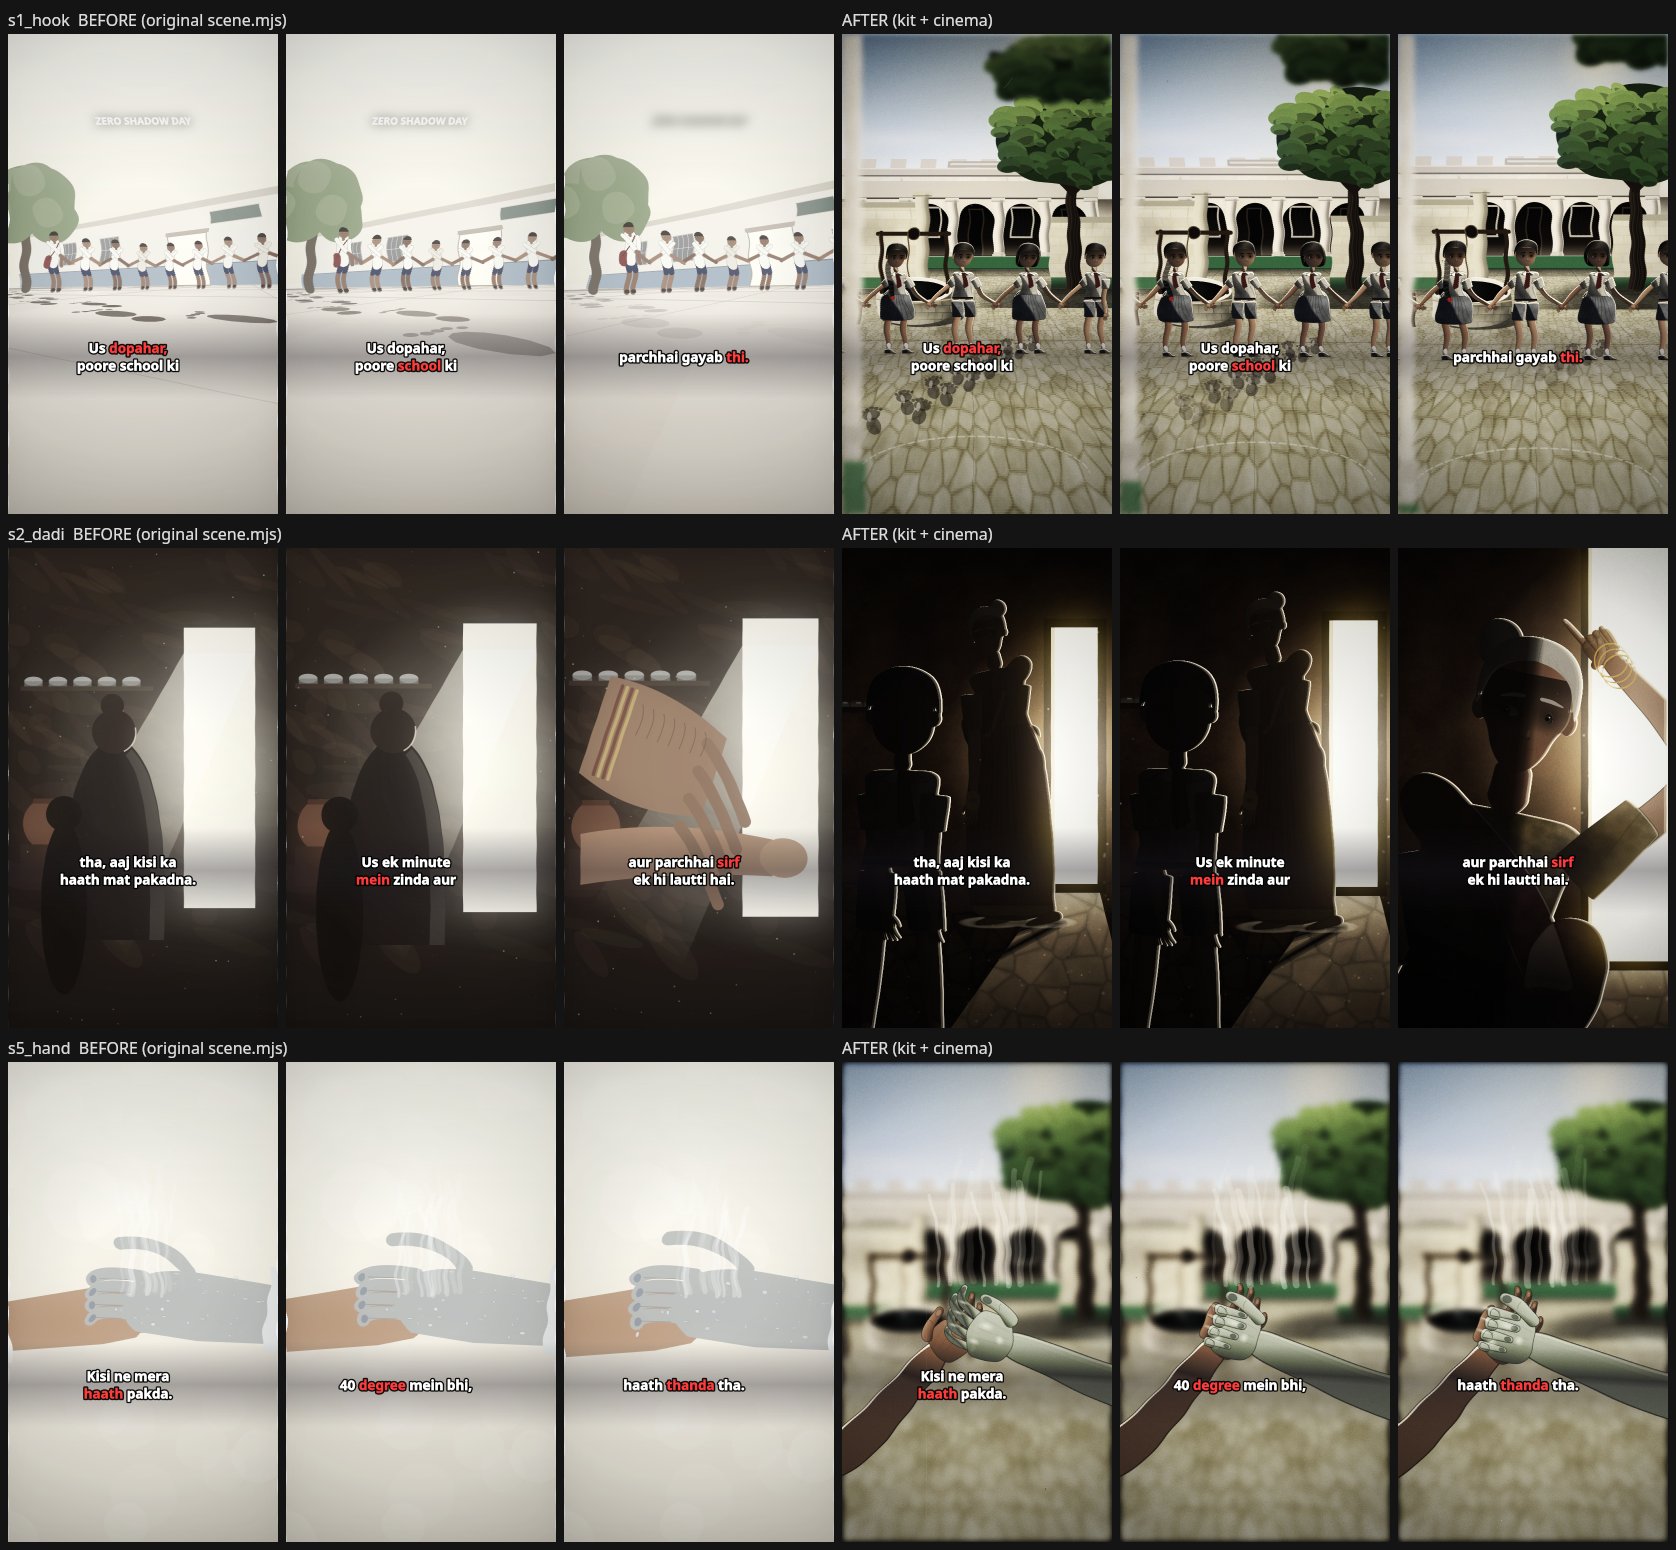 s1_hook BEFORE (original scene.mjs)
AFTER (kit + cinema)
ZERO SHADOW DAY
ZERO SHADOW DAY
Us dopahar,
poore school ki
Us dopahar,
poore school ki
parchhai gayab thi.
Us dopahar,
poore school ki
Us dopahar,
poore school ki
parchhai gayab thi.
s2_dadi BEFORE (original scene.mjs)
AFTER (kit + cinema)
tha, aaj kisi ka
haath mat pakadna.
Us ek minute
mein zinda aur
aur parchhai sirf
ek hi lautti hai.
tha, aaj kisi ka
haath mat pakadna.
Us ek minute
mein zinda aur
aur parchhai sirf
ek hi lautti hai.
s5_hand BEFORE (original scene.mjs)
AFTER (kit + cinema)
Kisi ne mera
haath pakda.
40 degree mein bhi,
haath thanda tha.
Kisi ne mera
haath pakda.
40 degree mein bhi,
haath thanda tha.